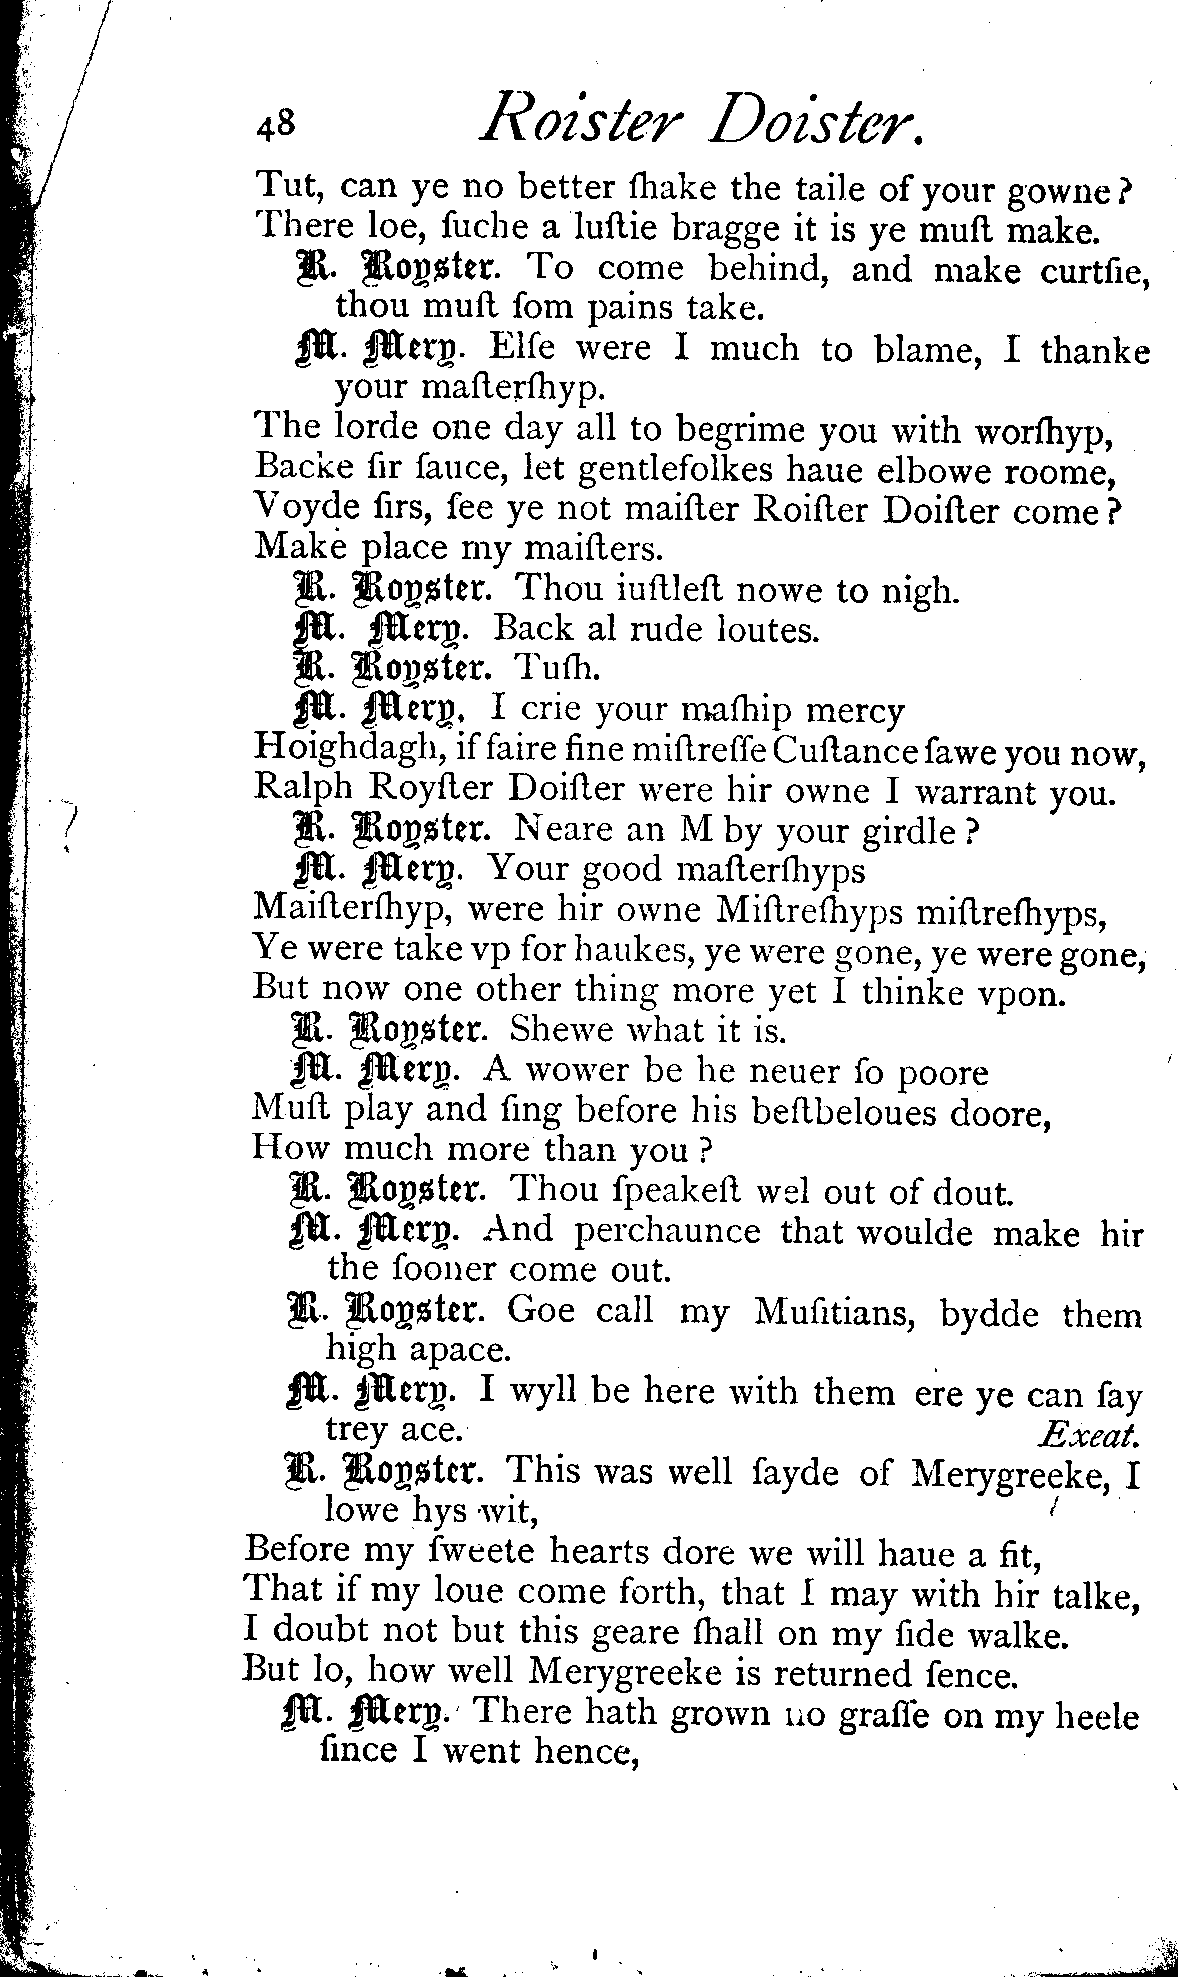 48 Roister Doister.
Tut, can ye no better ſhake the taile of your gowne?
There loe, ſuche a luſtie bragge it is ye muſt make.
R. Royster. To come behind, and make curtſie,
thou muſt ſom pains take.
M. Mery. Elſe were I much to blame, I thanke
your maſterſhyp.
The lorde one day all to begrime you with worſhyp,
Backe ſir ſauce, let gentlefolkes haue elbowe roome,
Voyde ſirs, ſee ye not maiſter Roiſter Doiſter come?
Make place my maiſters.
R. Royster. Thou iuſtleſt nowe to nigh.
M. Mery. Back al rude loutes.
R. Royster. Tuſh.
M. Mery. I crie your maſhip mercy
Hoighdagh, if faire fine miſtreſſe Cuſtance ſawe you now,
Ralph Royſter Doiſter were hir owne I warrant you.
R. Royster. Neare an M by your girdle?
M. Mery. Your good maſterſhyps
Maiſterſhyp, were hir owne Miſtreſhyps miſtreſhyps,
Ye were take vp for haukes, ye were gone, ye were gone,
But now one other thing more yet I thinke vpon.
R. Royster. Shewe what it is.
M. Mery. A wower be he neuer ſo poore
Muſt play and ſing before his beſtbeloues doore,
How much more than you?
R. Royster. Thou ſpeakeſt wel out of dout.
M. Mery. And perchaunce that woulde make hir
the ſooner come out.
R. Royster. Goe call my Muſitians, bydde them
high apace.
M. Mery. I wyll be here with them ere ye can ſay
trey ace. Exeat.
R. Royster. This was well ſayde of Merygreeke, I
lowe hys wit,
Before my ſweete hearts dore we will haue a fit,
That if my loue come forth, that I may with hir talke,
I doubt not but this geare ſhall on my ſide walke.
But lo, how well Merygreeke is returned ſence.
M. Mery. There hath grown no graſſe on my heele
ſince I went hence,